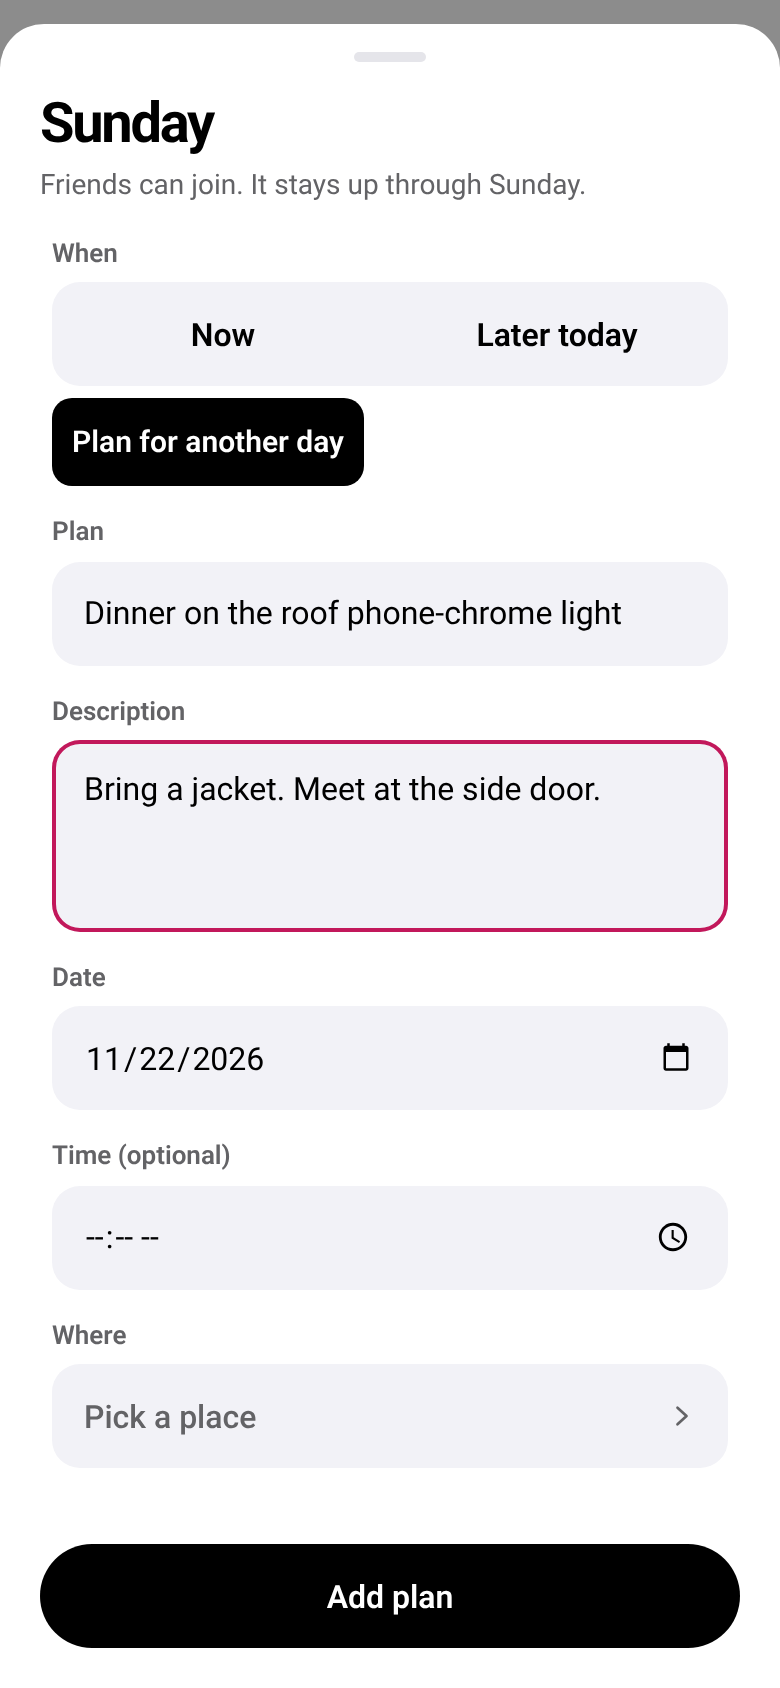 Sunday
Friends can join. It stays up through Sunday.
When
Now
Later today
Plan for another day
Plan
Dinner on the roof phone-chrome light
Description
Bring a jacket. Meet at the side door.
Date
11/22/2026
Time (optional)
--:-- --
Where
Pick a place
Add plan